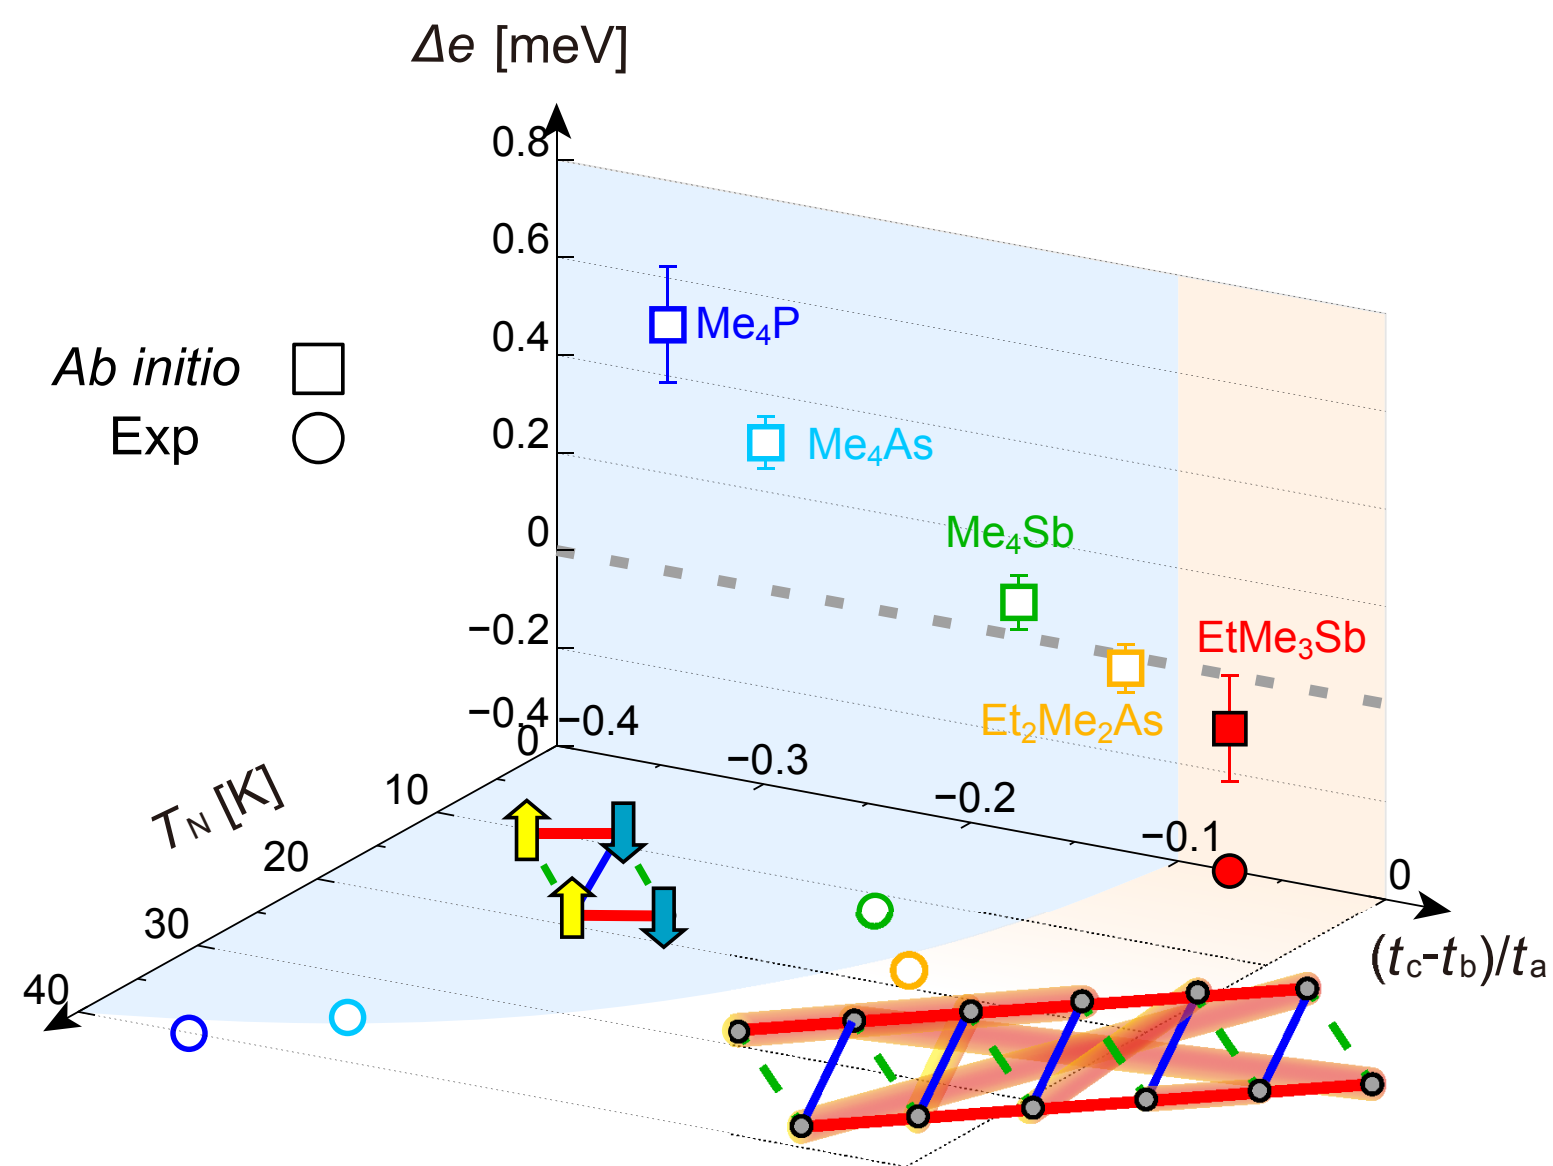 Δe [meV]
0.8
0.6
0.4
0.2
0
−0.2
−0.4
0
Ab initio
Exp
Me₄P
Me₄As
Me₄Sb
EtMe₃Sb
Et₂Me₂As
−0.4
−0.3
−0.2
−0.1
0
(tc-tb)/ta
TN [K]
10
20
30
40